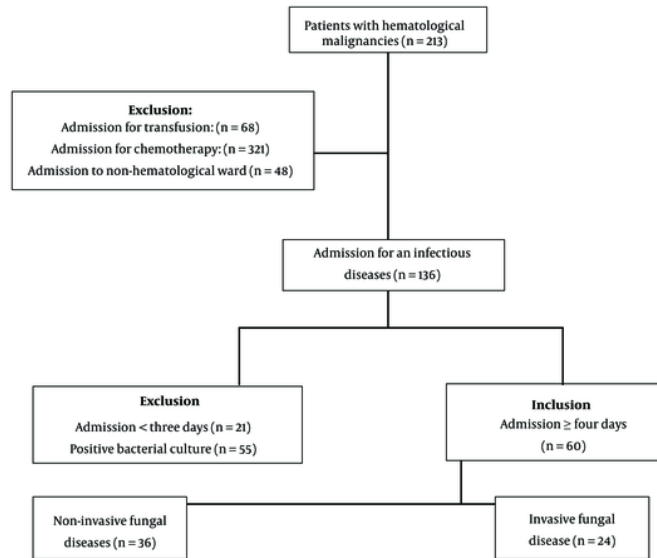 Patients with hematological
malignancies (n = 213)
Exclusion:
Admission for transfusion: (n = 68)
Admission for chemotherapy: (n = 321)
Admission to non-hematological ward (n = 48)
Admission for an infectious
diseases (n = 136)
Exclusion
Admission < three days (n = 21)
Positive bacterial culture (n = 55)
Inclusion
Admission ≥ four days
(n = 60)
Non-invasive fungal
diseases (n = 36)
Invasive fungal
disease (n = 24)